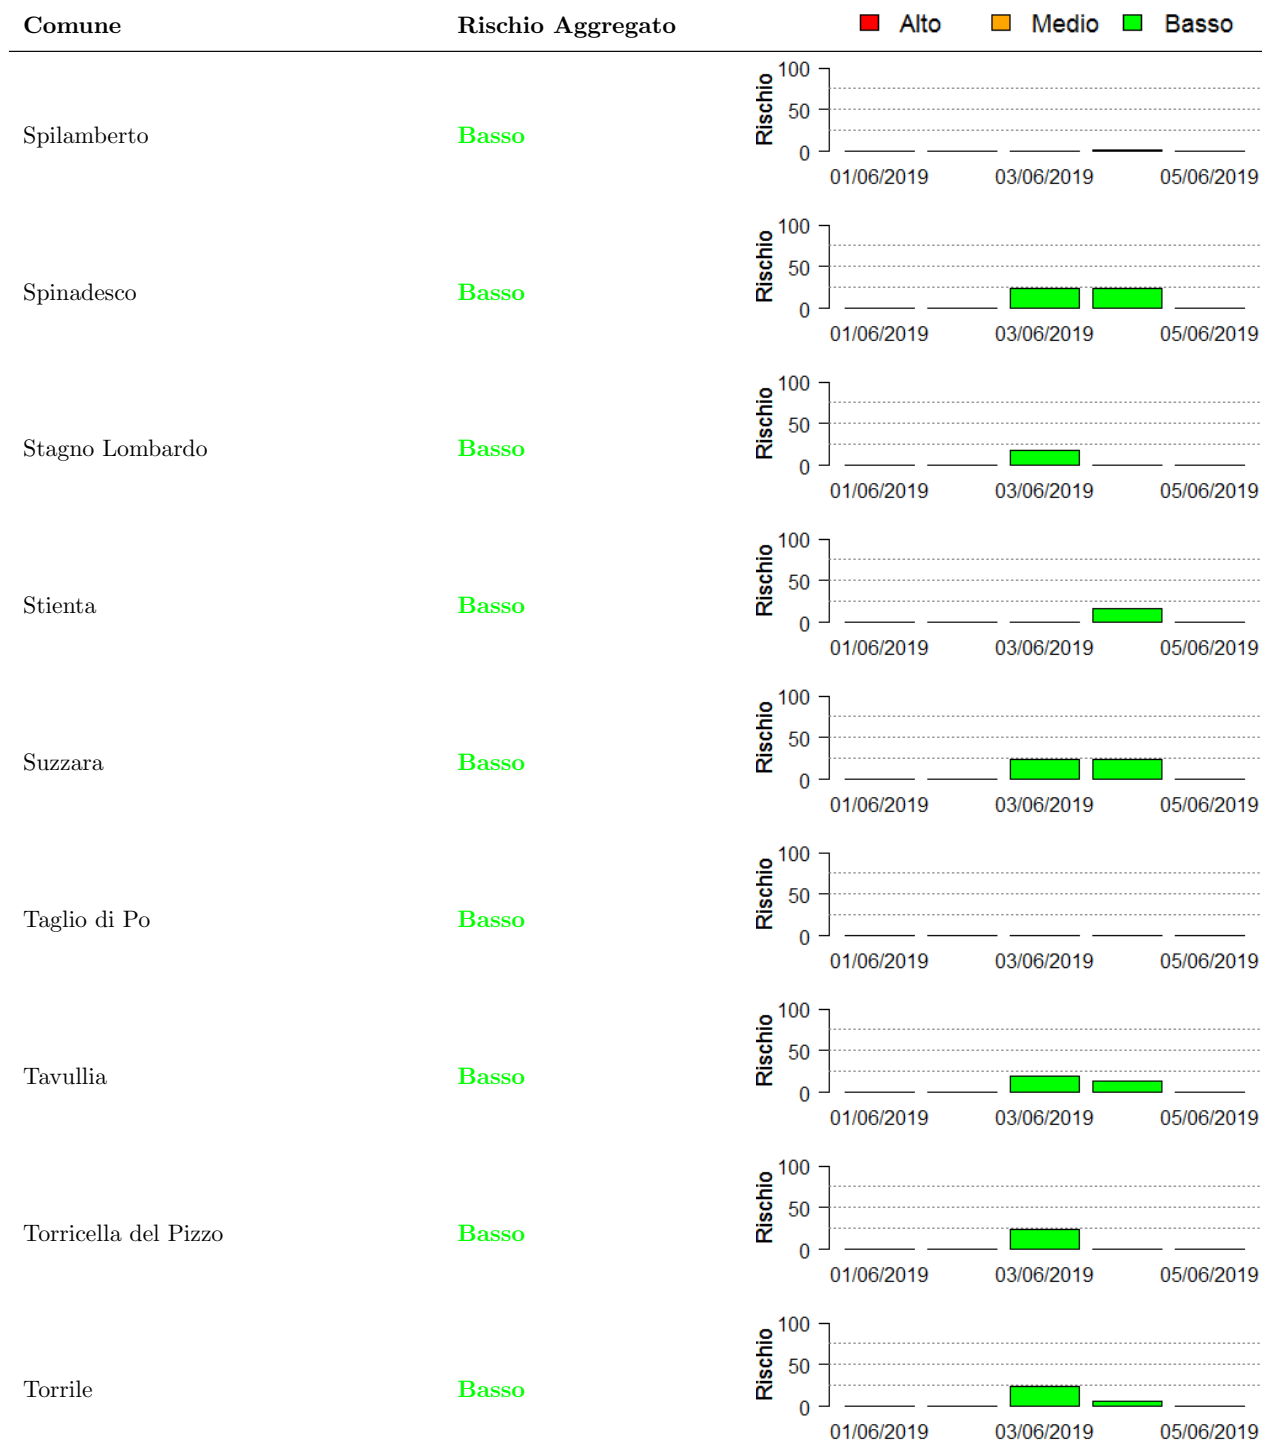 Comune Rischio Aggregato Alto Medio Basso
Spilamberto Basso Rischio 100 50 0
01/06/2019 03/06/2019 05/06/2019
Spinadesco Basso Rischio 100 50 0
01/06/2019 03/06/2019 05/06/2019
Stagno Lombardo Basso Rischio 100 50 0
01/06/2019 03/06/2019 05/06/2019
Stienta Basso Rischio 100 50 0
01/06/2019 03/06/2019 05/06/2019
Suzzara Basso Rischio 100 50 0
01/06/2019 03/06/2019 05/06/2019
Taglio di Po Basso Rischio 100 50 0
01/06/2019 03/06/2019 05/06/2019
Tavullia Basso Rischio 100 50 0
01/06/2019 03/06/2019 05/06/2019
Torricella del Pizzo Basso Rischio 100 50 0
01/06/2019 03/06/2019 05/06/2019
Torrile Basso Rischio 100 50 0
01/06/2019 03/06/2019 05/06/2019